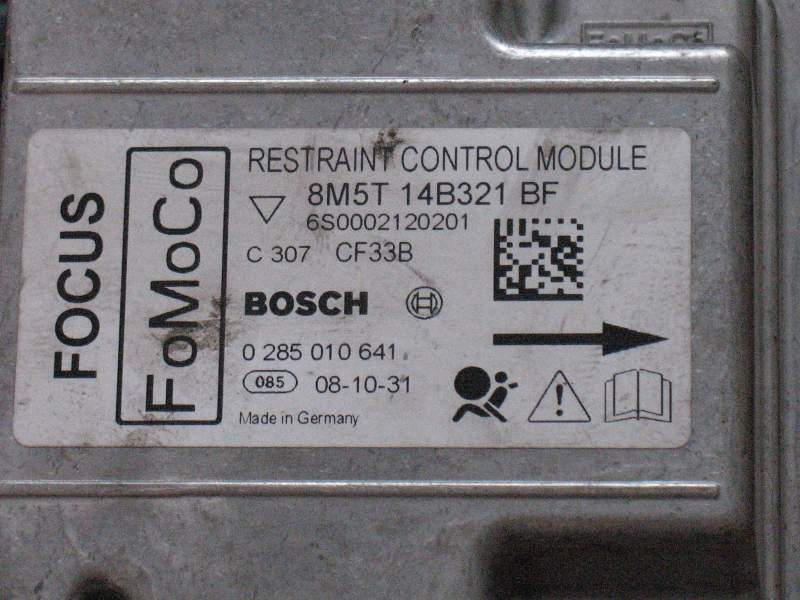 FoMoCo
FOCUS
FoMoCo
RESTRAINT CONTROL MODULE
8M5T 14B321 BF
6S0002120201
C 307 CF33B
BOSCH
0 285 010 641
085 08-10-31
Made in Germany